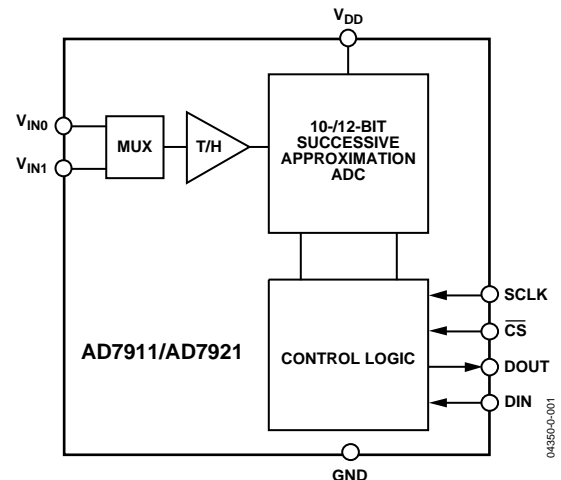 V_DD
V_IN0
V_IN1
MUX
T/H
10-/12-BIT
SUCCESSIVE
APPROXIMATION
ADC
SCLK
C̅S̅
DOUT
DIN
AD7911/AD7921
CONTROL LOGIC
GND
04350-0-001